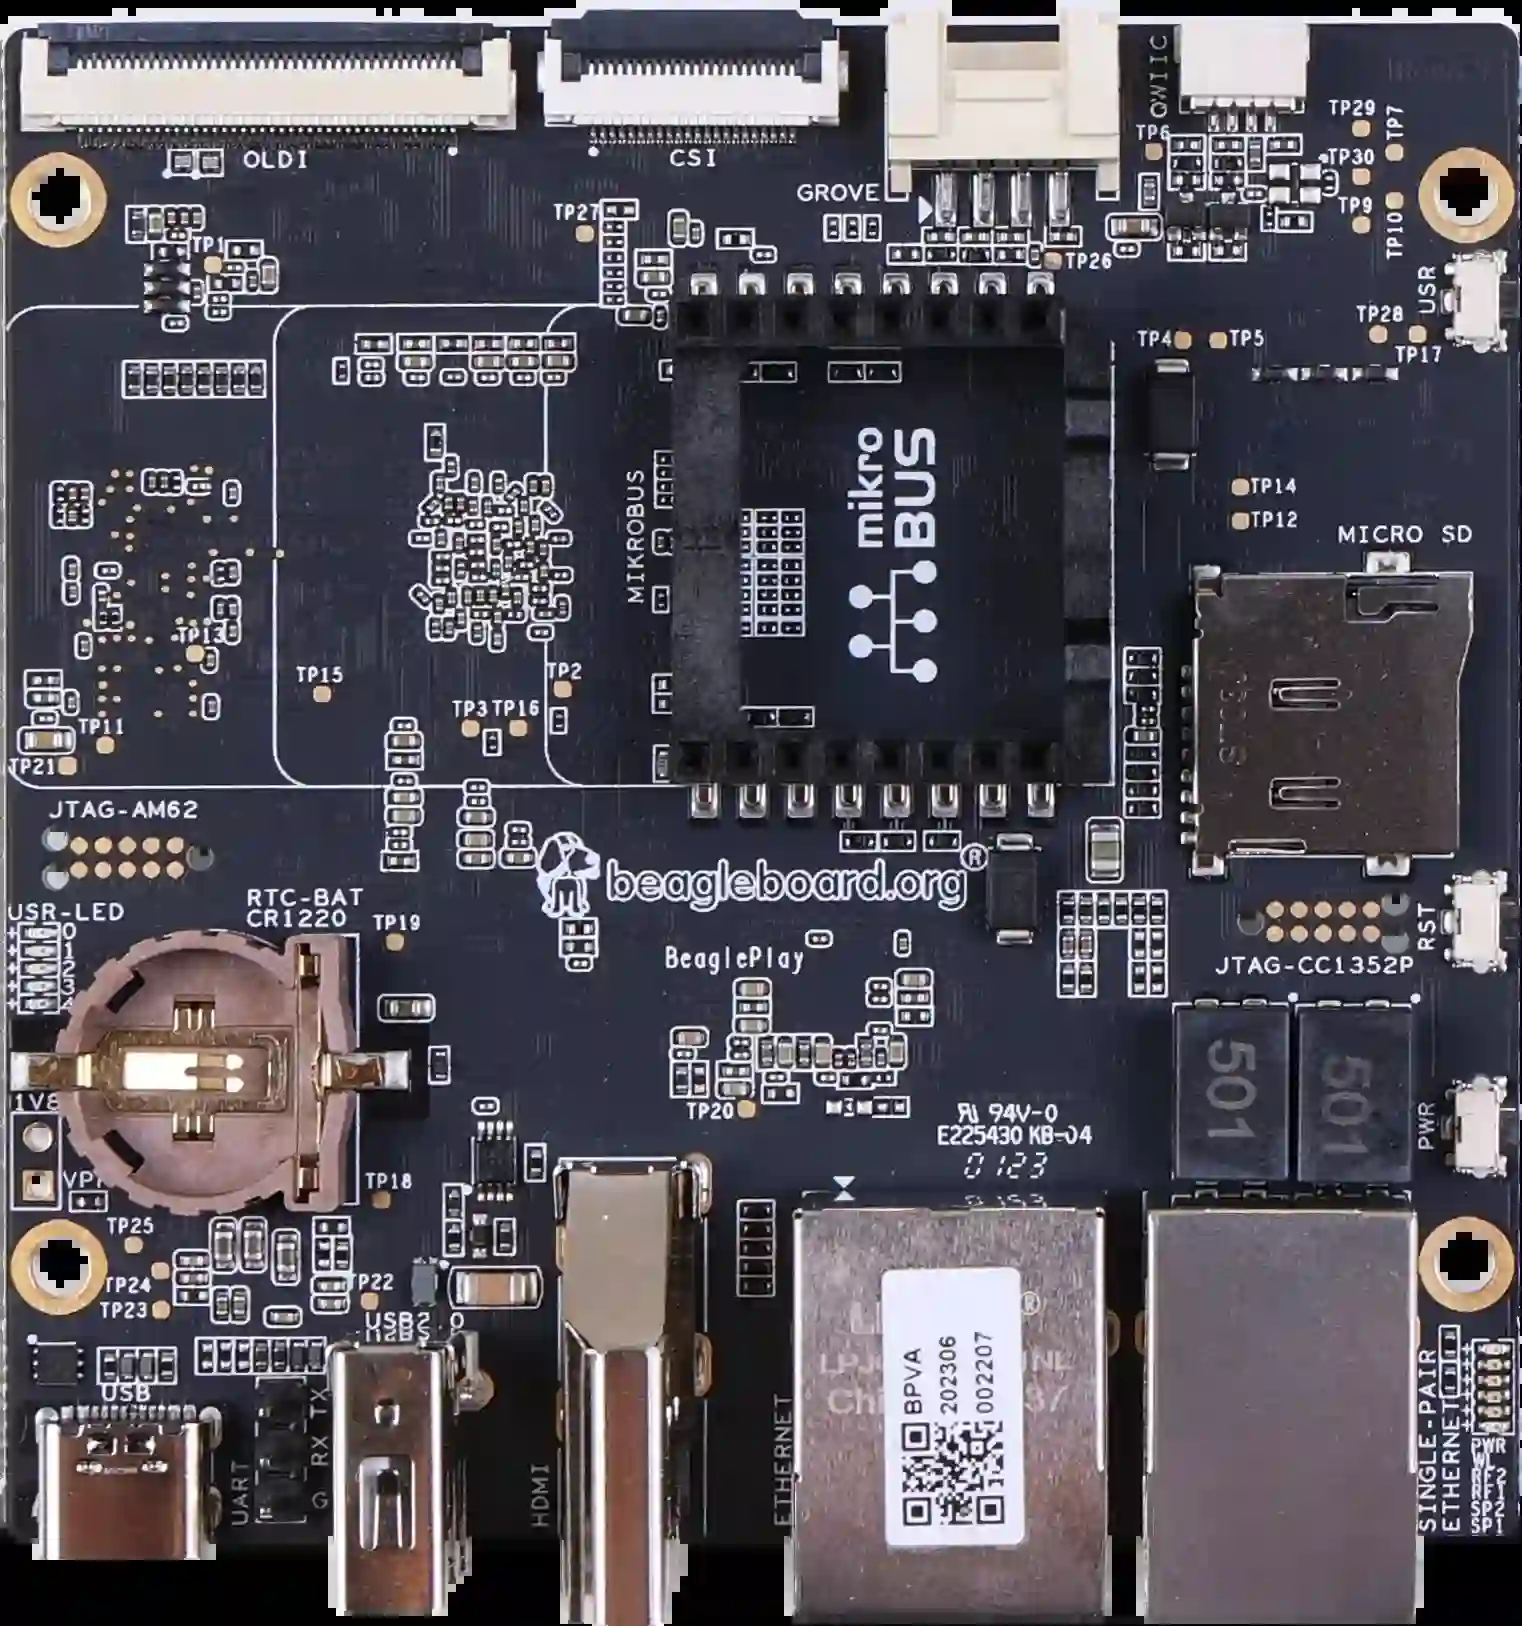 OLDI
CSI
GROVE
QWIIC
TP29
TP7
TP6
TP30
TP9
TP10
TP27
TP1
TP26
USR
TP28
TP4
TP5
TP17
MIKROBUS
mikro
BUS
TP14
TP12
MICRO SD
TP13
TP15
TP2
TP3
TP16
TP11
TP21
JTAG-AM62
beagleboard.org®
BeaglePlay
RTC-BAT
CR1220
TP19
USR-LED
0
1
2
3
RST
JTAG-CC1352P
501
501
PWR
1V8
TP20
94V-0
E225430 KB-04
0123
TP18
TP25
TP24
TP23
TP22
USB2.0
USB
UART
TX
RX
G
HDMI
ETHERNET
BPVA
202306
002207
SINGLE-PAIR
ETHERNET
PWR
SP2
SP1